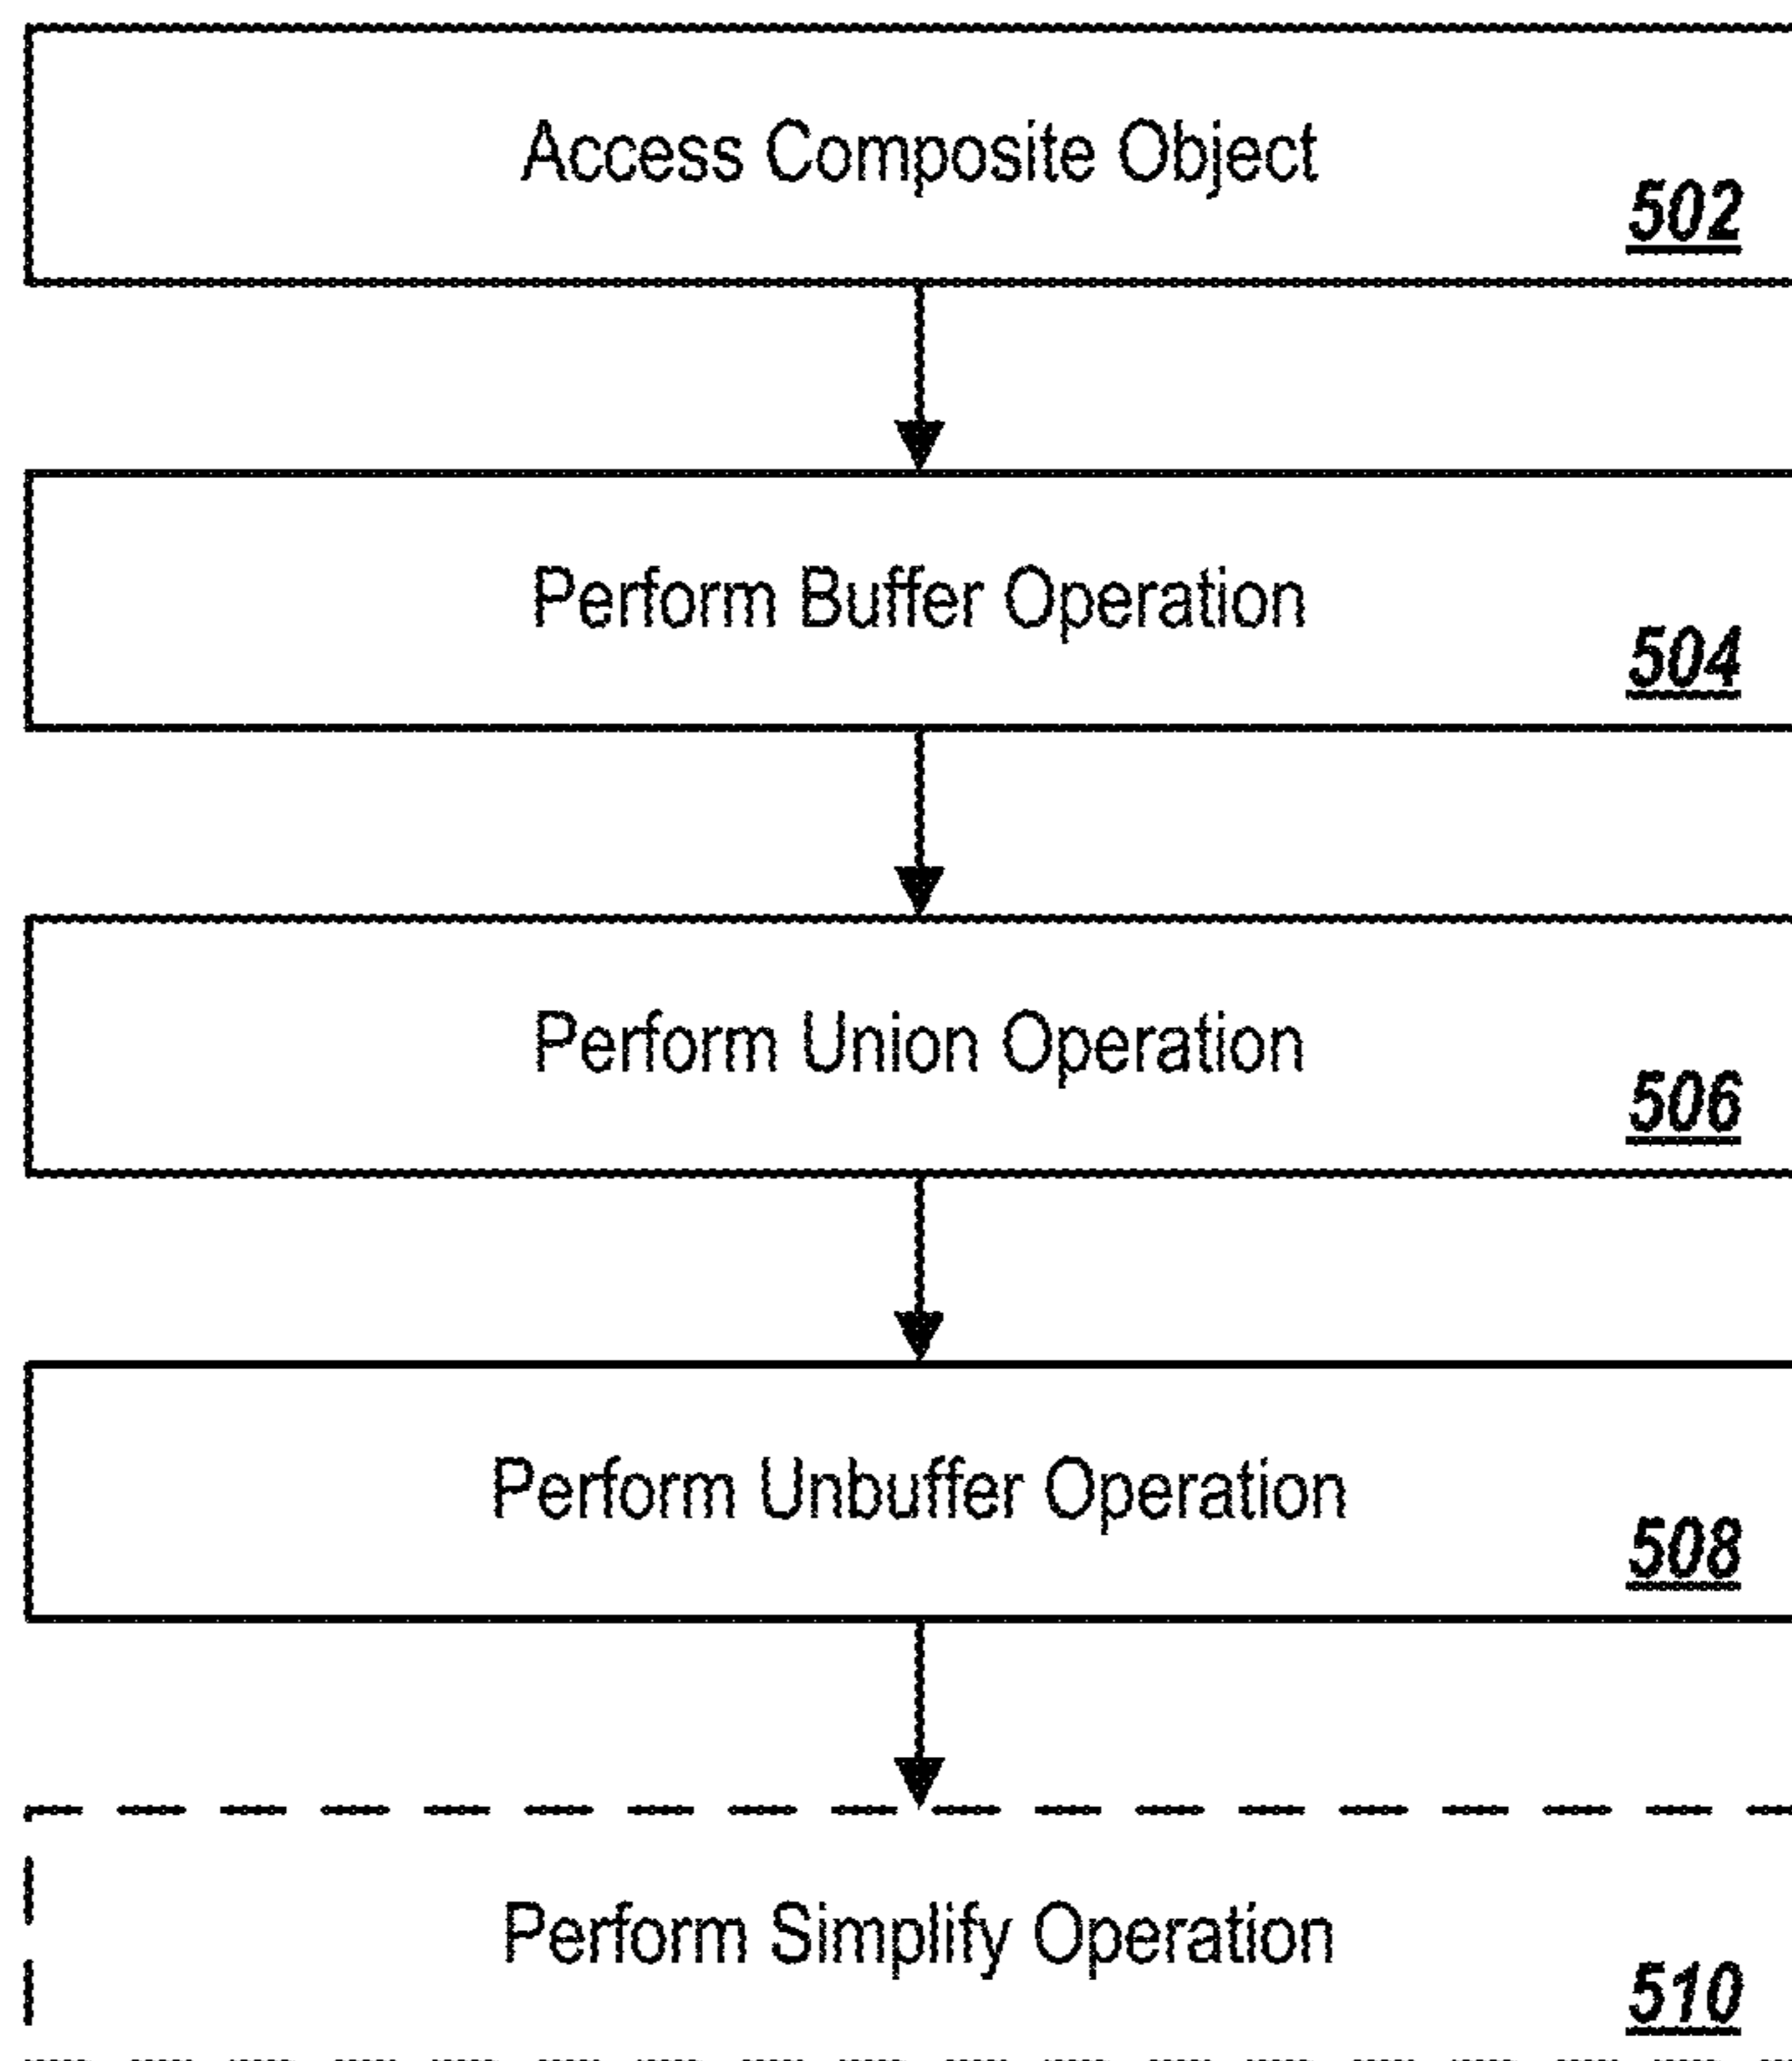 Access Composite Object
502
Perform Buffer Operation
504
Perform Union Operation
506
Perform Unbuffer Operation
508
Perform Simplify Operation
510